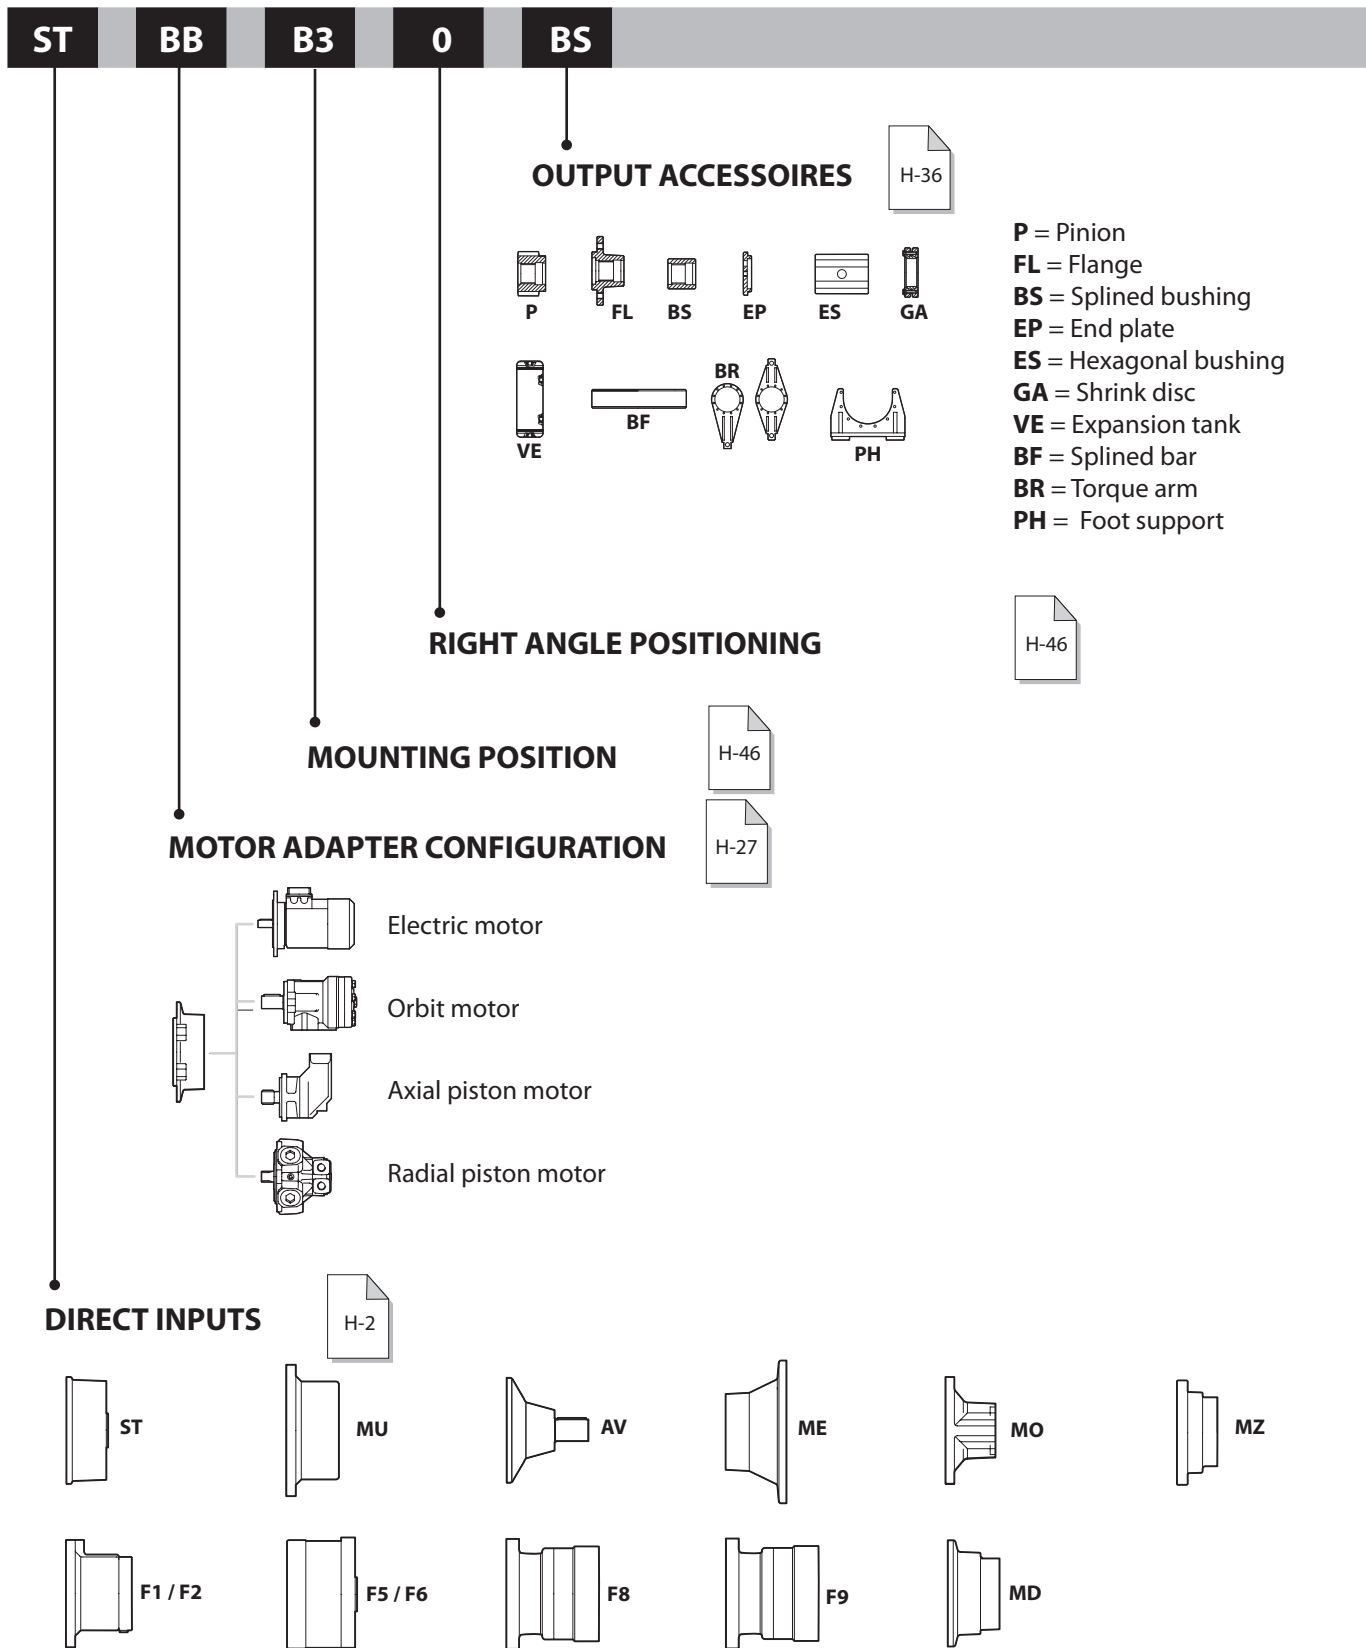 ST BB B3 0 BS
OUTPUT ACCESSOIRES
H-36
P FL BS EP ES GA
VE BF BR PH
P = Pinion
FL = Flange
BS = Splined bushing
EP = End plate
ES = Hexagonal bushing
GA = Shrink disc
VE = Expansion tank
BF = Splined bar
BR = Torque arm
PH = Foot support
RIGHT ANGLE POSITIONING
H-46
MOUNTING POSITION
H-46
MOTOR ADAPTER CONFIGURATION
H-27
Electric motor
Orbit motor
Axial piston motor
Radial piston motor
DIRECT INPUTS
H-2
ST MU AV ME MO MZ
F1 / F2 F5 / F6 F8 F9 MD